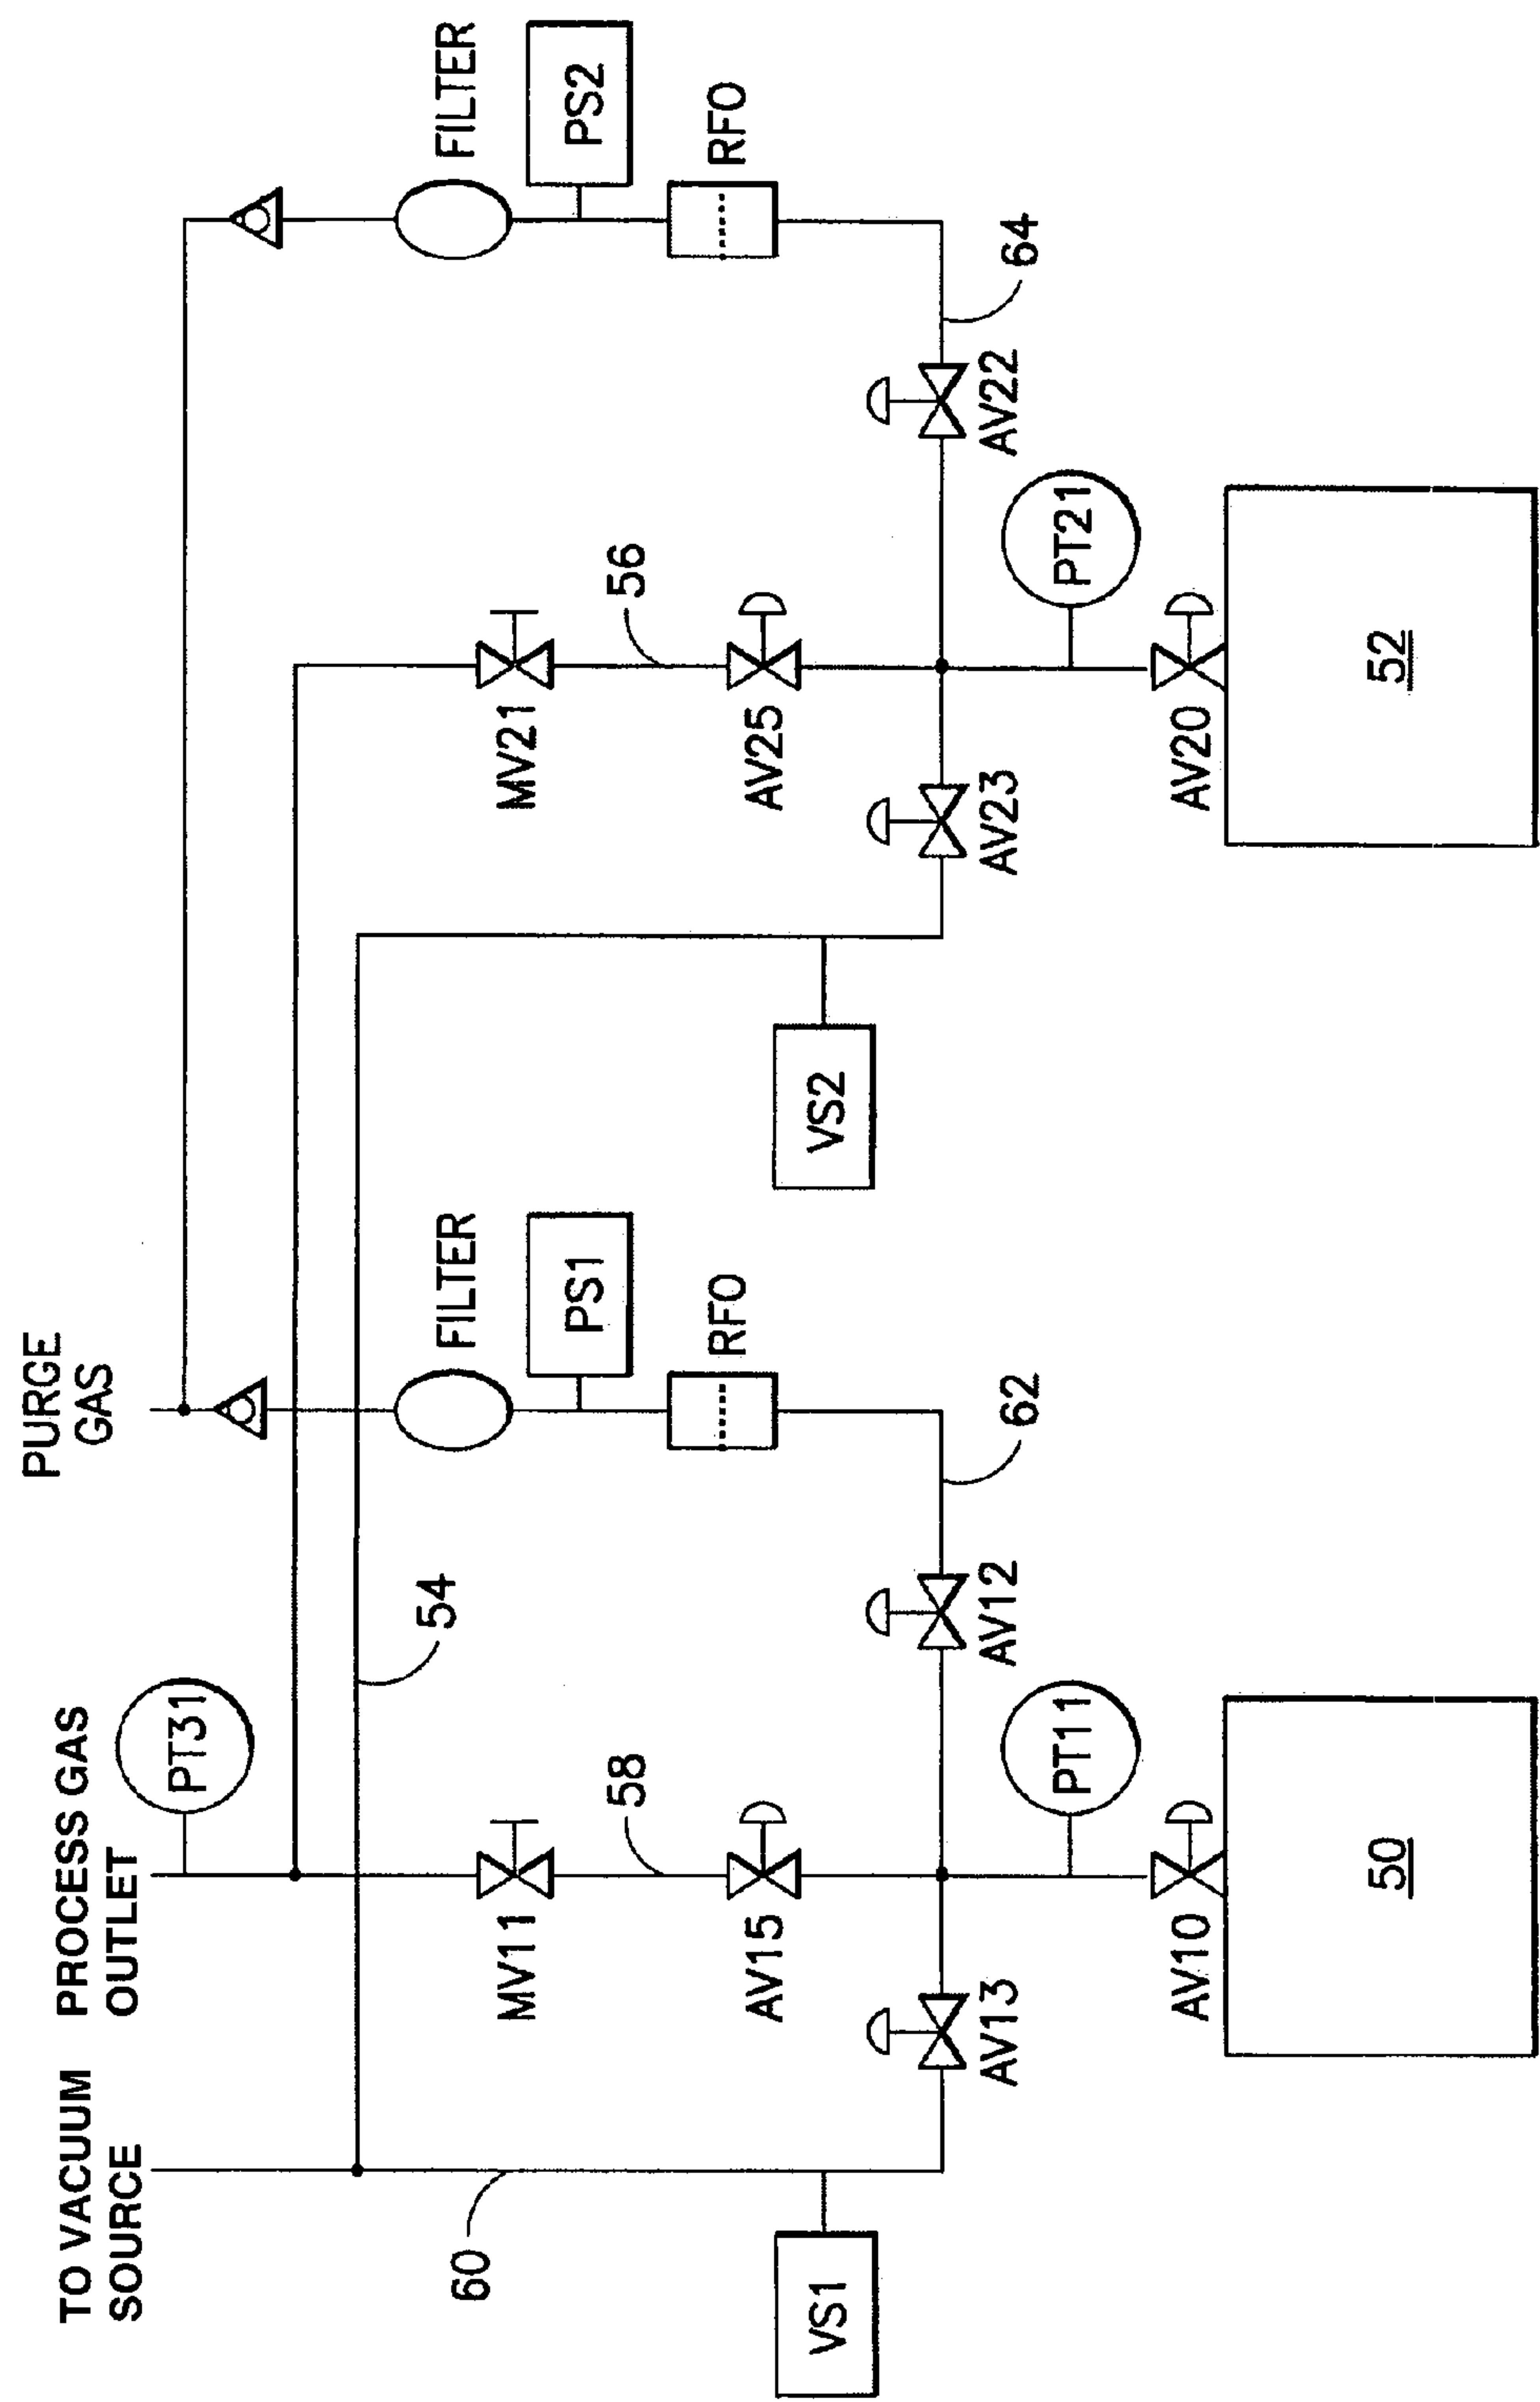 TO VACUUM
SOURCE
PROCESS GAS
OUTLET
PURGE
GAS
PT31
60
54
MV11
58
AV15
VS1
AV13
AV12
62
FILTER
PS1
RFO
PT11
AV10
50
MV21
56
AV25
VS2
AV23
AV22
64
FILTER
PS2
RFO
PT21
AV20
52